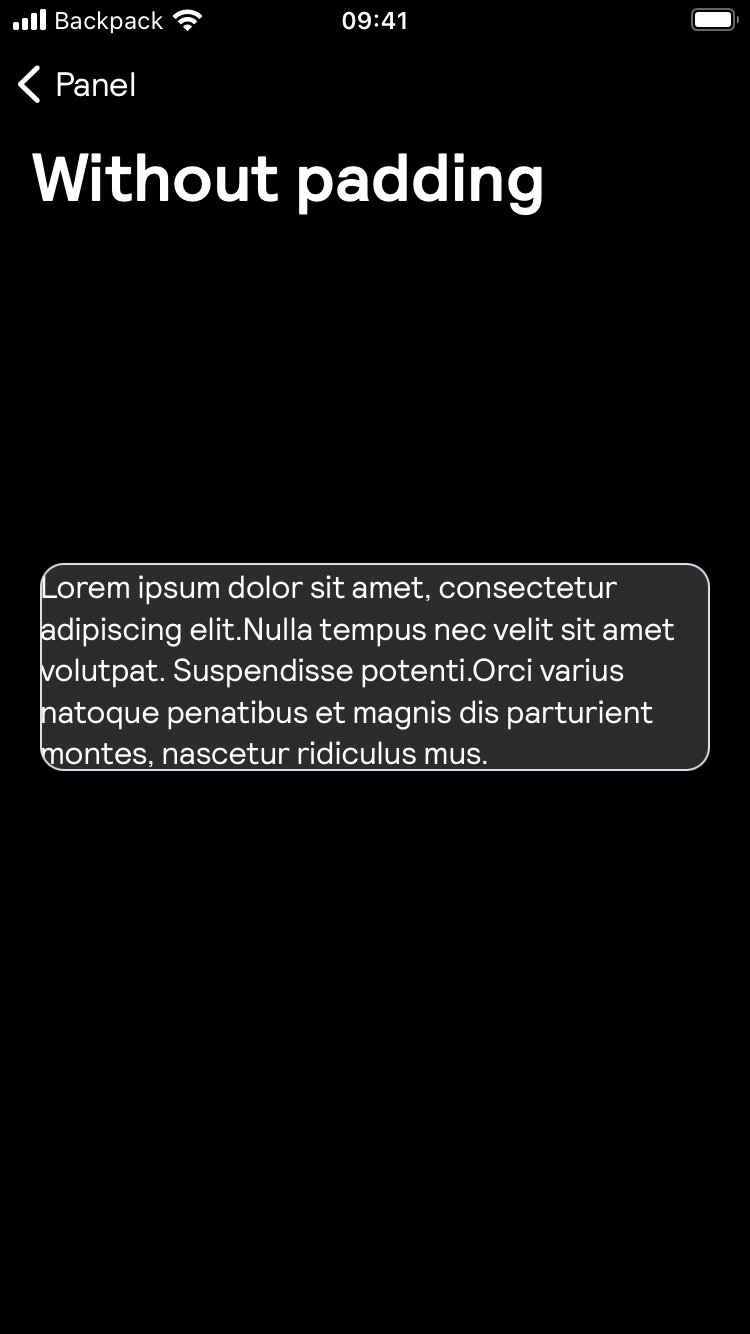 Backpack 09:41
Panel
Without padding
Lorem ipsum dolor sit amet, consectetur
adipiscing elit.Nulla tempus nec velit sit amet
volutpat. Suspendisse potenti.Orci varius
natoque penatibus et magnis dis parturient
montes, nascetur ridiculus mus.